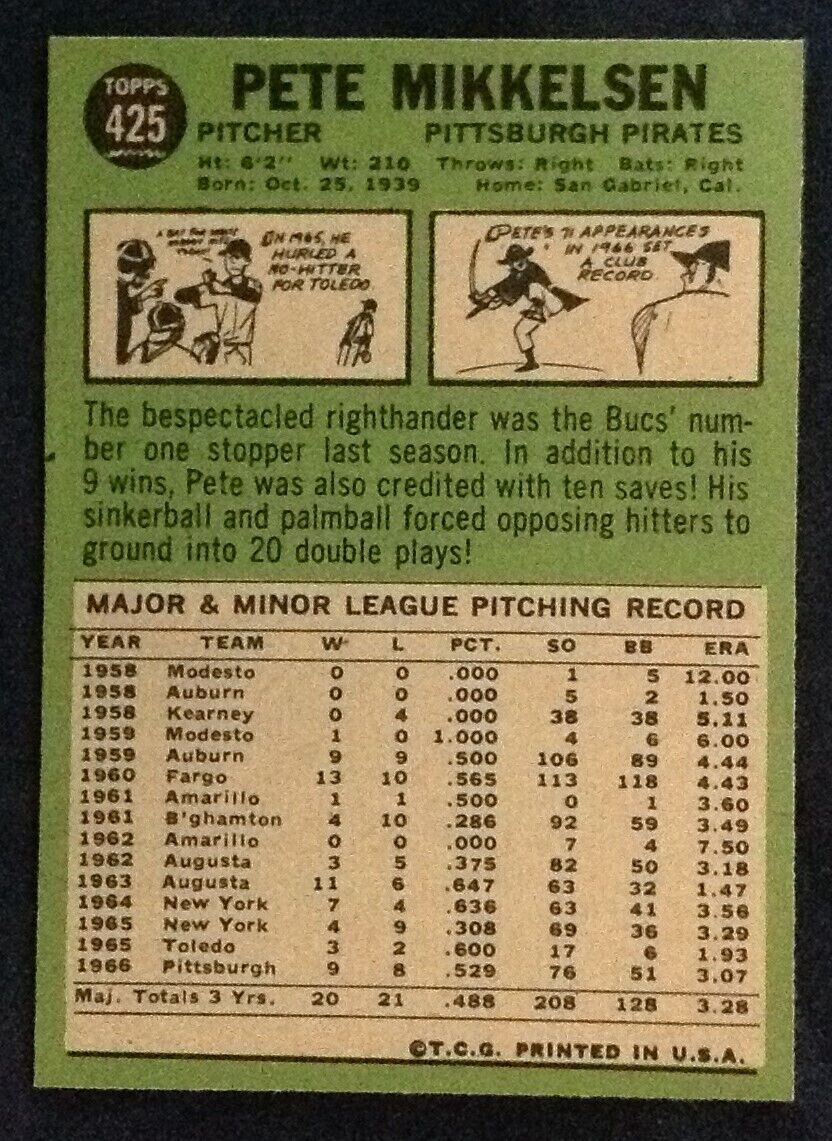 TOPPS
425
PETE MIKKELSEN
PITCHER PITTSBURGH PIRATES
Ht: 6'2" Wt: 210 Throws: Right Bats: Right
Born: Oct. 25, 1939 Home: San Gabriel, Cal.
IN 1965, HE
HURLED A
NO-HITTER
FOR TOLEDO
PETE'S 71 APPEARANCES
IN 1966 SET
A CLUB
RECORD.
The bespectacled righthander was the Bucs' num-
ber one stopper last season. In addition to his
9 wins, Pete was also credited with ten saves! His
sinkerball and palmball forced opposing hitters to
ground into 20 double plays!
MAJOR & MINOR LEAGUE PITCHING RECORD
YEAR TEAM W L PCT. SO BB ERA
1958 Modesto 0 0 .000 1 5 12.00
1958 Auburn 0 0 .000 5 2 1.50
1958 Kearney 0 4 .000 38 38 5.11
1959 Modesto 1 0 1.000 4 6 6.00
1959 Auburn 9 9 .500 106 89 4.44
1960 Fargo 13 10 .565 113 118 4.43
1961 Amarillo 1 1 .500 0 1 3.60
1961 B'ghamton 4 10 .286 92 59 3.49
1962 Amarillo 0 0 .000 7 4 7.50
1962 Augusta 3 5 .375 82 50 3.18
1963 Augusta 11 6 .647 63 32 1.47
1964 New York 7 4 .636 63 41 3.56
1965 New York 4 9 .308 69 36 3.29
1965 Toledo 3 2 .600 17 6 1.93
1966 Pittsburgh 9 8 .529 76 51 3.07
Maj. Totals 3 Yrs. 20 21 .488 208 128 3.28
©T.C.G. PRINTED IN U.S.A.